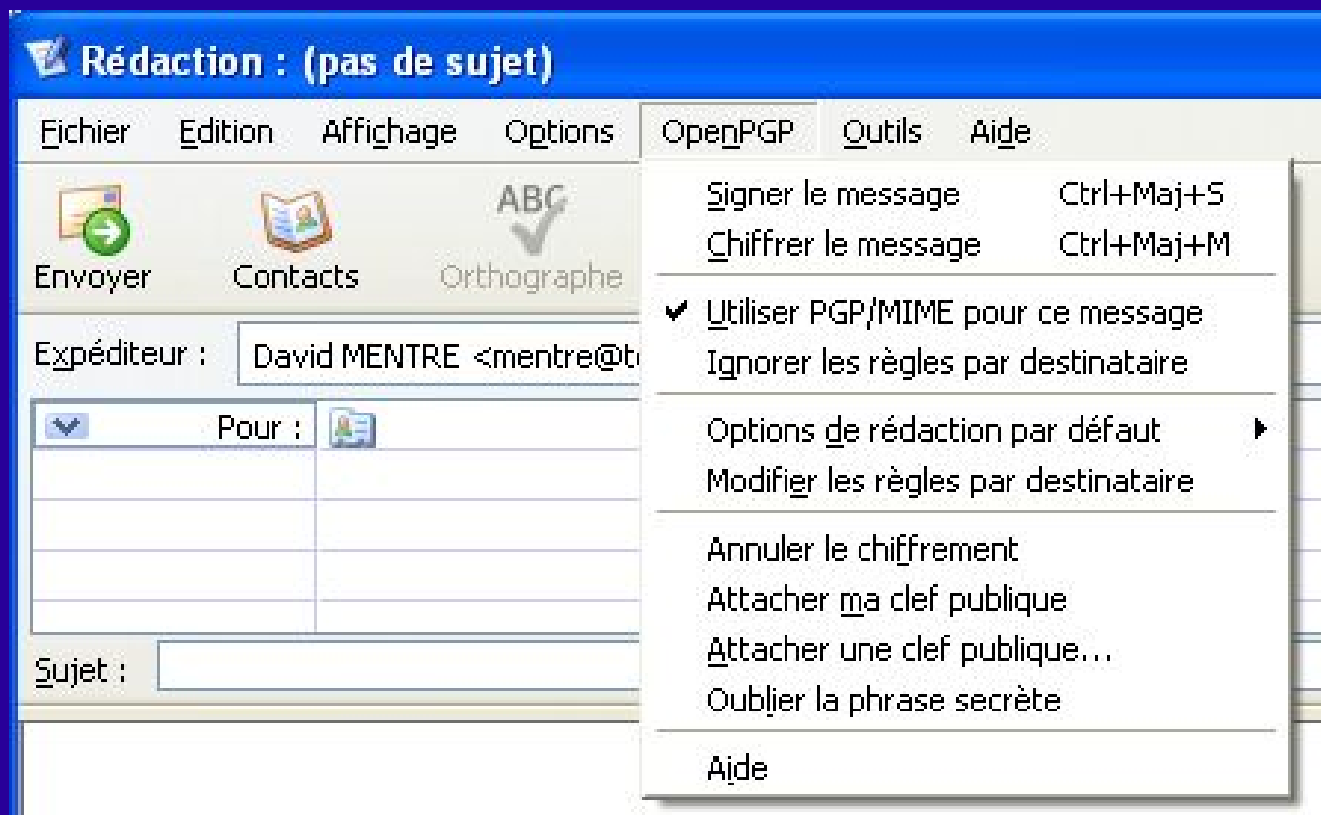 Rédaction : (pas de sujet)
Fichier Edition Affichage Options OpenPGP Outils Aide
Envoyer Contacts ABC Orthographe
Signer le message Ctrl+Maj+S
Chiffrer le message Ctrl+Maj+M
Utiliser PGP/MIME pour ce message
Ignorer les règles par destinataire
Options de rédaction par défaut
Modifier les règles par destinataire
Annuler le chiffrement
Attacher ma clef publique
Attacher une clef publique...
Oublier la phrase secrète
Aide
Expéditeur : David MENTRE <mentre@t
Pour :
Sujet :